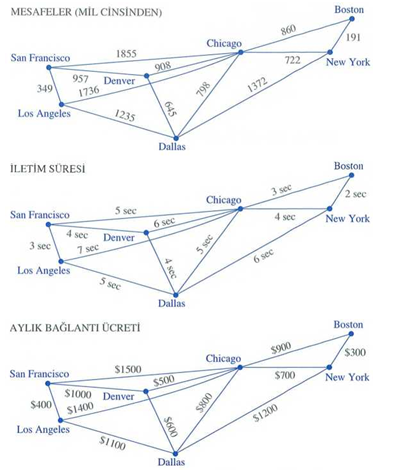 MESAFELER (MİL CİNSİNDEN)
Boston
860
191
Chicago
San Francisco
1855
908
722
New York
957
Denver
349
1736
798
1372
645
Los Angeles
1235
Dallas
İLETİM SÜRESİ
Boston
3 sec
2 sec
Chicago
San Francisco
5 sec
6 sec
4 sec
New York
4 sec
Denver
3 sec
7 sec
5 sec
4 sec
6 sec
Los Angeles
5 sec
Dallas
AYLIK BAĞLANTI ÜCRETİ
Boston
$900
$300
Chicago
San Francisco
$1500
$500
$700
New York
$1000
Denver
$400
$1400
$800
$600
$1200
Los Angeles
$1100
Dallas